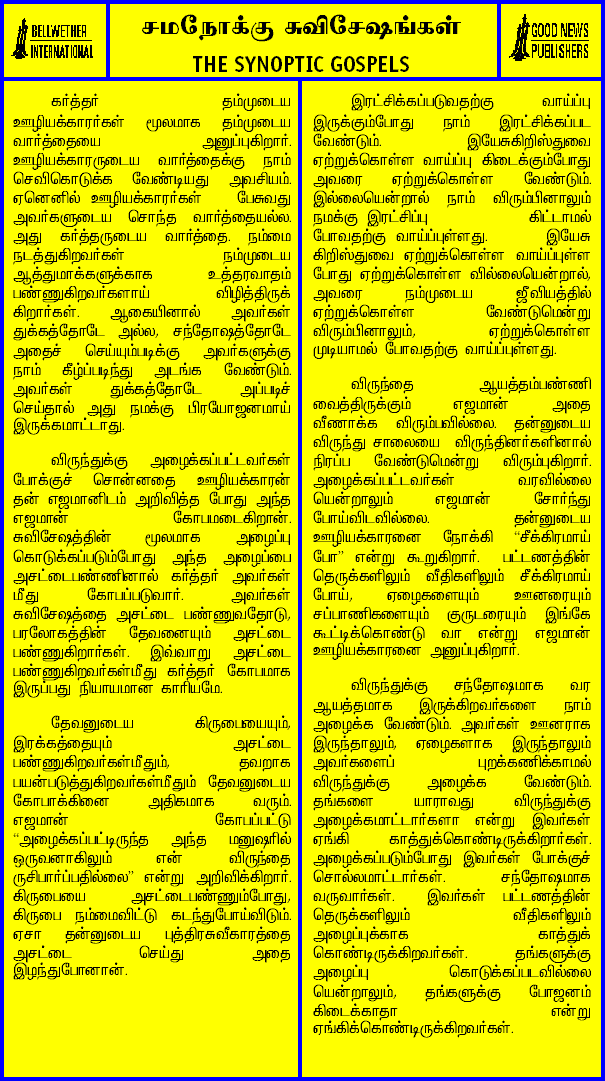 BELLWETHER
INTERNATIONAL
சமநோக்கு சுவிசேஷங்கள்
THE SYNOPTIC GOSPELS
GOOD NEWS
PUBLISHERS
கர்த்தர் தம்முடைய
ஊழியக்காரர்கள் மூலமாக தம்முடைய
வார்த்தையை அனுப்புகிறார்.
ஊழியக்காரருடைய வார்த்தைக்கு நாம்
செவிகொடுக்க வேண்டியது அவசியம்.
ஏனெனில் ஊழியக்காரர்கள் பேசுவது
அவர்களுடைய சொந்த வார்த்தையல்ல.
அது கர்த்தருடைய வார்த்தை. நம்மை
நடத்துகிறவர்கள் நம்முடைய
ஆத்துமாக்களுக்காக உத்தரவாதம்
பண்ணுகிறவர்களாய் விழித்திருக்
கிறார்கள். ஆகையினால் அவர்கள்
துக்கத்தோடே அல்ல, சந்தோஷத்தோடே
அதைச் செய்யும்படிக்கு அவர்களுக்கு
நாம் கீழ்ப்படிந்து அடங்க வேண்டும்.
அவர்கள் துக்கத்தோடே அப்படிச்
செய்தால் அது நமக்கு பிரயோஜனமாய்
இருக்கமாட்டாது.
விருந்துக்கு அழைக்கப்பட்டவர்கள்
போக்குச் சொன்னதை ஊழியக்காரன்
தன் எஜமானிடம் அறிவித்த போது அந்த
எஜமான் கோபமடைகிறான்.
சுவிசேஷத்தின் மூலமாக அழைப்பு
கொடுக்கப்படும்போது அந்த அழைப்பை
அசட்டைபண்ணினால் கர்த்தர் அவர்கள்
மீது கோபப்படுவார். அவர்கள்
சுவிசேஷத்தை அசட்டை பண்ணுவதோடு,
பரலோகத்தின் தேவனையும் அசட்டை
பண்ணுகிறார்கள். இவ்வாறு அசட்டை
பண்ணுகிறவர்கள்மீது கர்த்தர் கோபமாக
இருப்பது நியாயமான காரியமே.
தேவனுடைய கிருபையையும்,
இரக்கத்தையும் அசட்டை
பண்ணுகிறவர்கள்மீதும், தவறாக
பயன்படுத்துகிறவர்கள்மீதும் தேவனுடைய
கோபாக்கினை அதிகமாக வரும்.
எஜமான் கோபப்பட்டு
“அழைக்கப்பட்டிருந்த அந்த மனுஷரில்
ஒருவனாகிலும் என் விருந்தை
ருசிபார்ப்பதில்லை” என்று அறிவிக்கிறார்.
கிருபையை அசட்டைபண்ணும்போது,
கிருபை நம்மைவிட்டு கடந்துபோய்விடும்.
ஏசா தன்னுடைய புத்திரசுவீகாரத்தை
அசட்டை செய்து அதை
இழந்துபோனான்.
இரட்சிக்கப்படுவதற்கு வாய்ப்பு
இருக்கும்போது நாம் இரட்சிக்கப்பட
வேண்டும். இயேசுகிறிஸ்துவை
ஏற்றுக்கொள்ள வாய்ப்பு கிடைக்கும்போது
அவரை ஏற்றுக்கொள்ள வேண்டும்.
இல்லையென்றால் நாம் விரும்பினாலும்
நமக்கு இரட்சிப்பு கிட்டாமல்
போவதற்கு வாய்ப்புள்ளது. இயேசு
கிறிஸ்துவை ஏற்றுக்கொள்ள வாய்ப்புள்ள
போது ஏற்றுக்கொள்ள வில்லையென்றால்,
அவரை நம்முடைய ஜீவியத்தில்
ஏற்றுக்கொள்ள வேண்டுமென்று
விரும்பினாலும், ஏற்றுக்கொள்ள
முடியாமல் போவதற்கு வாய்ப்புள்ளது.
விருந்தை ஆயத்தம்பண்ணி
வைத்திருக்கும் எஜமான் அதை
வீணாக்க விரும்பவில்லை. தன்னுடைய
விருந்து சாலையை விருந்தினர்களினால்
நிரப்ப வேண்டுமென்று விரும்புகிறார்.
அழைக்கப்பட்டவர்கள் வரவில்லை
யென்றாலும் எஜமான் சோர்ந்து
போய்விடவில்லை. தன்னுடைய
ஊழியக்காரனை நோக்கி “சீக்கிரமாய்
போ” என்று கூறுகிறார். பட்டணத்தின்
தெருக்களிலும் வீதிகளிலும் சீக்கிரமாய்
போய், ஏழைகளையும் ஊனரையும்
சப்பாணிகளையும் குருடரையும் இங்கே
கூட்டிக்கொண்டு வா என்று எஜமான்
ஊழியக்காரனை அனுப்புகிறார்.
விருந்துக்கு சந்தோஷமாக வர
ஆயத்தமாக இருக்கிறவர்களை நாம்
அழைக்க வேண்டும். அவர்கள் ஊனராக
இருந்தாலும், ஏழைகளாக இருந்தாலும்
அவர்களைப் புறக்கணிக்காமல்
விருந்துக்கு அழைக்க வேண்டும்.
தங்களை யாராவது விருந்துக்கு
அழைக்கமாட்டார்களா என்று இவர்கள்
ஏங்கி காத்துக்கொண்டிருக்கிறார்கள்.
அழைக்கப்படும்போது இவர்கள் போக்குச்
சொல்லமாட்டார்கள். சந்தோஷமாக
வருவார்கள். இவர்கள் பட்டணத்தின்
தெருக்களிலும் வீதிகளிலும்
அழைப்புக்காக காத்துக்
கொண்டிருக்கிறவர்கள். தங்களுக்கு
அழைப்பு கொடுக்கப்படவில்லை
யென்றாலும், தங்களுக்கு போஜனம்
கிடைக்காதா என்று
ஏங்கிக்கொண்டிருக்கிறவர்கள்.